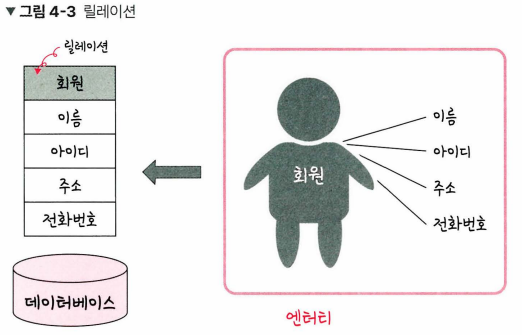 ▼ 그림 4-3 릴레이션
릴레이션
회원
이름
아이디
주소
전화번호
데이터베이스
회원
이름
아이디
주소
전화번호
엔터티